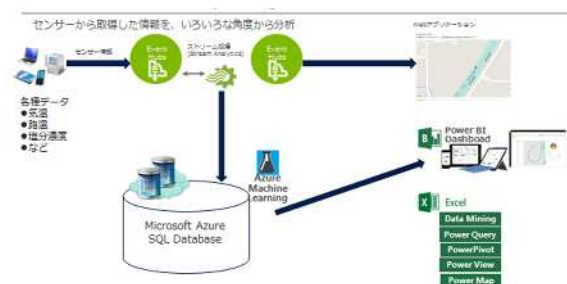 センサーから取得した情報を、いろいろな角度から分析
センサー情報
Event
Hubs
ストリーム処理
(Stream Analytics)
Event
Hubs
Webアプリケーション
各種データ
●気温
●路温
●塩分濃度
●など
Microsoft Azure
SQL Database
Azure
Machine
Learning
Power BI
Dashboad
Excel
Data Mining
Power Query
PowerPivot
Power View
Power Map